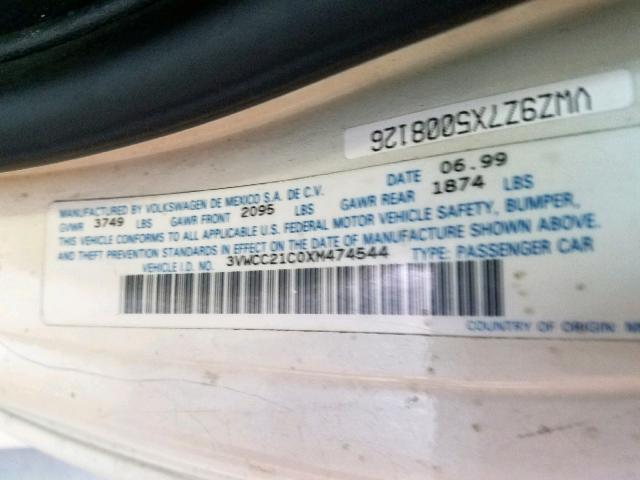 VWZ9Z7X5008126
MANUFACTURED BY VOLKSWAGEN DE MEXICO S.A. DE C.V. DATE 06.99
GVWR 3749 LBS GAWR FRONT 2095 LBS GAWR REAR 1874 LBS
THIS VEHICLE CONFORMS TO ALL APPLICABLE U.S. FEDERAL MOTOR VEHICLE SAFETY, BUMPER,
AND THEFT PREVENTION STANDARDS IN EFFECT ON THE DATE OF MANUFACTURE SHOWN ABOVE.
VEHICLE I.D. NO. 3VWCC21C0XM474544 TYPE: PASSENGER CAR
COUNTRY OF ORIGIN: